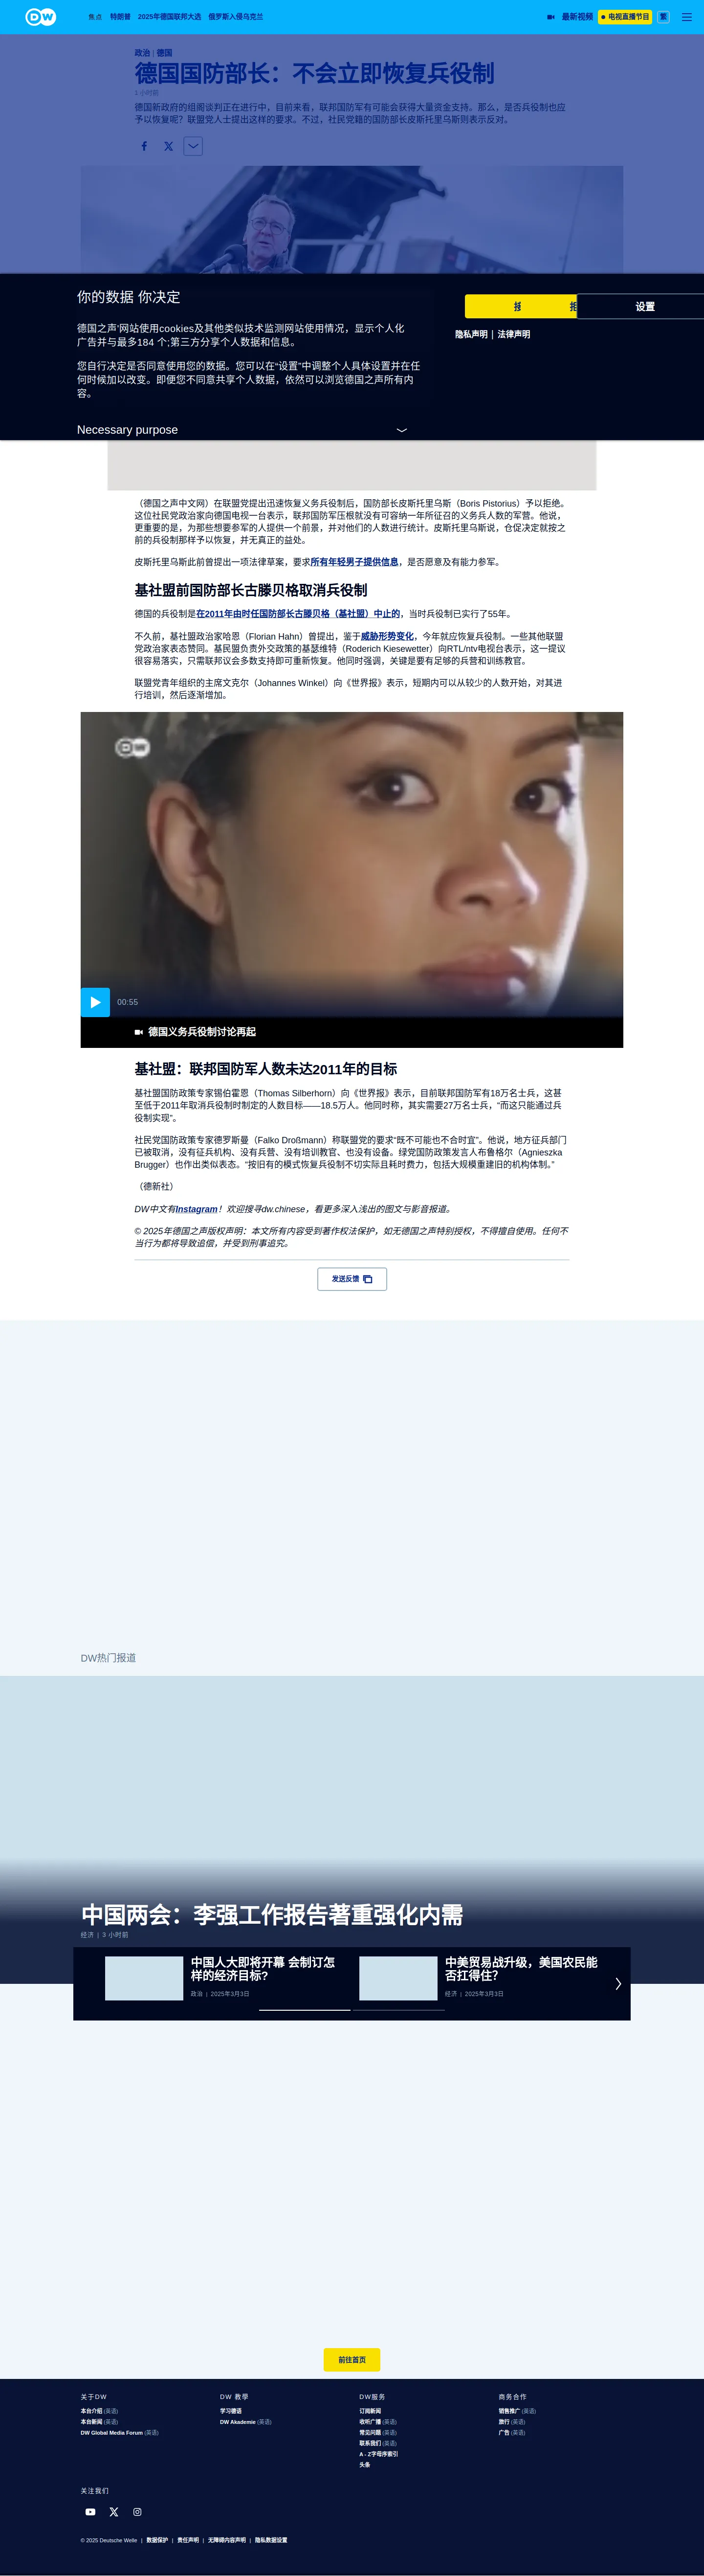 DW
焦点 特朗普 2025年德国联邦大选 俄罗斯入侵乌克兰
最新视频 电视直播节目 繁
政治 | 德国
德国国防部长：不会立即恢复兵役制
1 小时前
德国新政府的组阁谈判正在进行中，目前来看，联邦国防军有可能会获得大量资金支持。那么，是否兵役制也应
予以恢复呢？联盟党人士提出这样的要求。不过，社民党籍的国防部长皮斯托里乌斯则表示反对。
你的数据 你决定
德国之声'网站使用cookies及其他类似技术监测网站使用情况，显示个人化
广告并与最多184 个;第三方分享个人数据和信息。
您自行决定是否同意使用您的数据。您可以在“设置”中调整个人具体设置并在任
何时候加以改变。即便您不同意共享个人数据，依然可以浏览德国之声所有内
容。
Necessary purpose
设置
隐私声明 | 法律声明
（德国之声中文网）在联盟党提出迅速恢复义务兵役制后，国防部长皮斯托里乌斯（Boris Pistorius）予以拒绝。
这位社民党政治家向德国电视一台表示，联邦国防军压根就没有可容纳一年所征召的义务兵人数的军营。他说，
更重要的是，为那些想要参军的人提供一个前景，并对他们的人数进行统计。皮斯托里乌斯说，仓促决定就按之
前的兵役制那样予以恢复，并无真正的益处。
皮斯托里乌斯此前曾提出一项法律草案，要求所有年轻男子提供信息，是否愿意及有能力参军。
基社盟前国防部长古滕贝格取消兵役制
德国的兵役制是在2011年由时任国防部长古滕贝格（基社盟）中止的，当时兵役制已实行了55年。
不久前，基社盟政治家哈恩（Florian Hahn）曾提出，鉴于威胁形势变化，今年就应恢复兵役制。一些其他联盟
党政治家表态赞同。基民盟负责外交政策的基瑟维特（Roderich Kiesewetter）向RTL/ntv电视台表示，这一提议
很容易落实，只需联邦议会多数支持即可重新恢复。他同时强调，关键是要有足够的兵营和训练教官。
联盟党青年组织的主席文克尔（Johannes Winkel）向《世界报》表示，短期内可以从较少的人数开始，对其进
行培训，然后逐渐增加。
DW
00:55
德国义务兵役制讨论再起
基社盟：联邦国防军人数未达2011年的目标
基社盟国防政策专家锡伯霍恩（Thomas Silberhorn）向《世界报》表示，目前联邦国防军有18万名士兵，这甚
至低于2011年取消兵役制时制定的人数目标——18.5万人。他同时称，其实需要27万名士兵，“而这只能通过兵
役制实现”。
社民党国防政策专家德罗斯曼（Falko Droßmann）称联盟党的要求“既不可能也不合时宜”。他说，地方征兵部门
已被取消，没有征兵机构、没有兵营、没有培训教官、也没有设备。绿党国防政策发言人布鲁格尔（Agnieszka
Brugger）也作出类似表态。“按旧有的模式恢复兵役制不切实际且耗时费力，包括大规模重建旧的机构体制。”
（德新社）
DW中文有Instagram！欢迎搜寻dw.chinese，看更多深入浅出的图文与影音报道。
© 2025年德国之声版权声明：本文所有内容受到著作权法保护，如无德国之声特别授权，不得擅自使用。任何不
当行为都将导致追偿，并受到刑事追究。
发送反馈
DW热门报道
中国两会：李强工作报告著重强化内需
经济 | 3 小时前
中国人大即将开幕 会制订怎
样的经济目标?
政治 | 2025年3月3日
中美贸易战升级，美国农民能
否扛得住？
经济 | 2025年3月3日
前往首页
关于DW
本台介绍 (英语)
本台新闻 (英语)
DW Global Media Forum (英语)
DW 教學
学习德语
DW Akademie (英语)
DW服务
订阅新闻
收听广播 (英语)
常见问题 (英语)
联系我们 (英语)
A - Z字母序索引
头条
商务合作
销售推广 (英语)
旅行 (英语)
广告 (英语)
关注我们
© 2025 Deutsche Welle | 数据保护 | 责任声明 | 无障碍内容声明 | 隐私数据设置